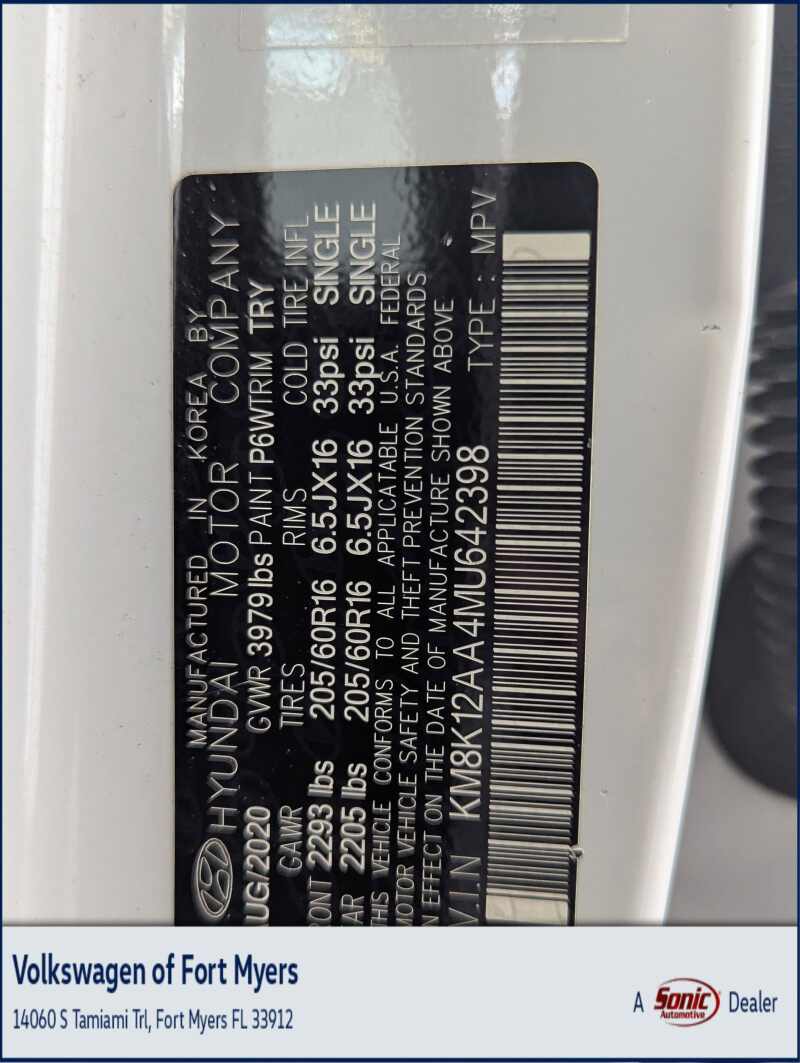 MANUFACTURED IN KOREA BY
HYUNDAI MOTOR COMPANY
UG/2020 GVWR 3979lbs PAINT P6WTRIM TRY
GAWR TIRES RIMS COLD TIRE INFL
RONT 2293 lbs 205/60R16 6.5JX16 33psi SINGLE
AR 2205 lbs 205/60R16 6.5JX16 33psi SINGLE
THIS VEHICLE CONFORMS TO ALL APPLICATABLE U.S.A. FEDERAL
MOTOR VEHICLE SAFETY AND THEFT PREVENTION STANDARDS
N EFFECT ON THE DATE OF MANUFACTURE SHOWN ABOVE
VIN KM8K12AA4MU642398 TYPE : MPV
Volkswagen of Fort Myers
14060 S Tamiami Trl, Fort Myers FL 33912
A Sonic Automotive Dealer